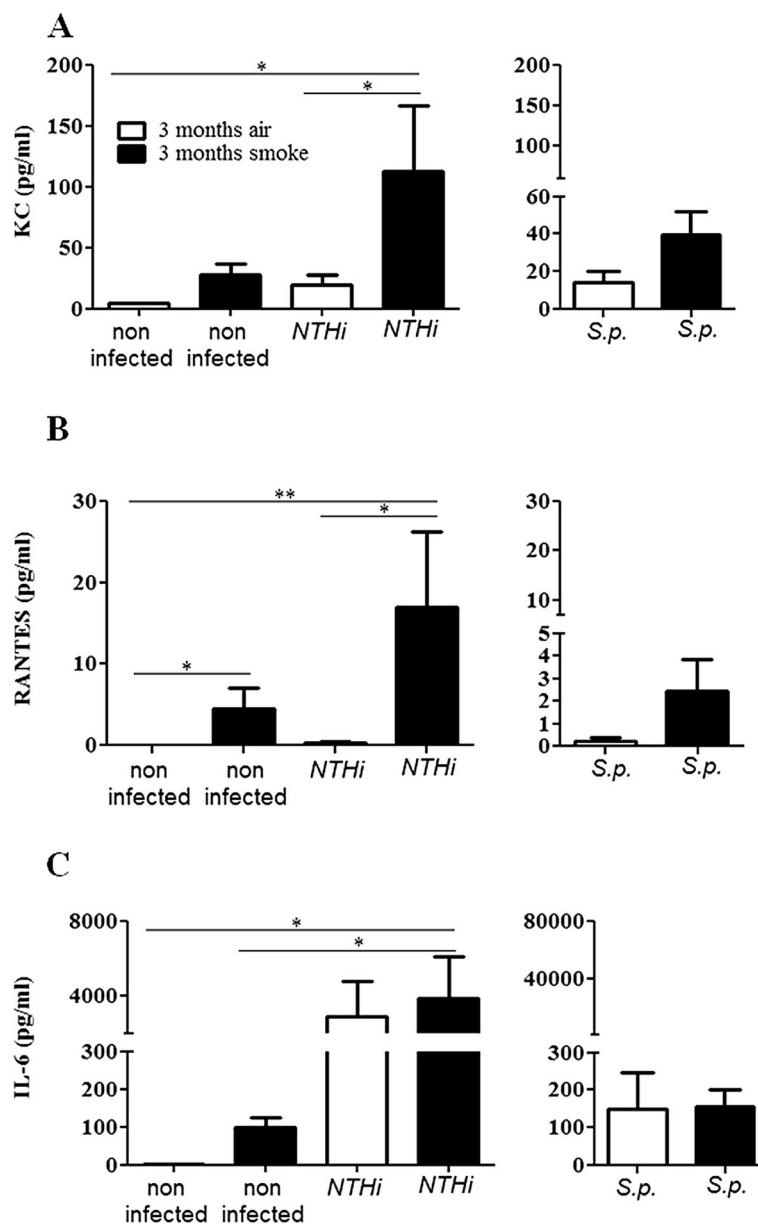 A
KC (pg/ml)
200
150
100
50
0
*
*
3 months air
3 months smoke
non infected
non infected
NTHi
NTHi
200
150
100
60
40
20
0
S.p.
S.p.
B
RANTES (pg/ml)
30
20
10
0
**
*
*
non infected
non infected
NTHi
NTHi
30
20
10
5
4
3
2
1
0
S.p.
S.p.
C
IL-6 (pg/ml)
8000
4000
300
200
100
0
*
*
non infected
non infected
NTHi
NTHi
80000
40000
300
200
100
0
S.p.
S.p.